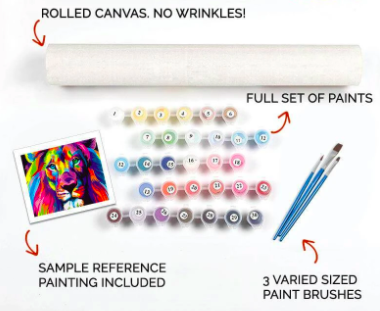 ROLLED CANVAS. NO WRINKLES!
FULL SET OF PAINTS
SAMPLE REFERENCE
PAINTING INCLUDED
3 VARIED SIZED
PAINT BRUSHES